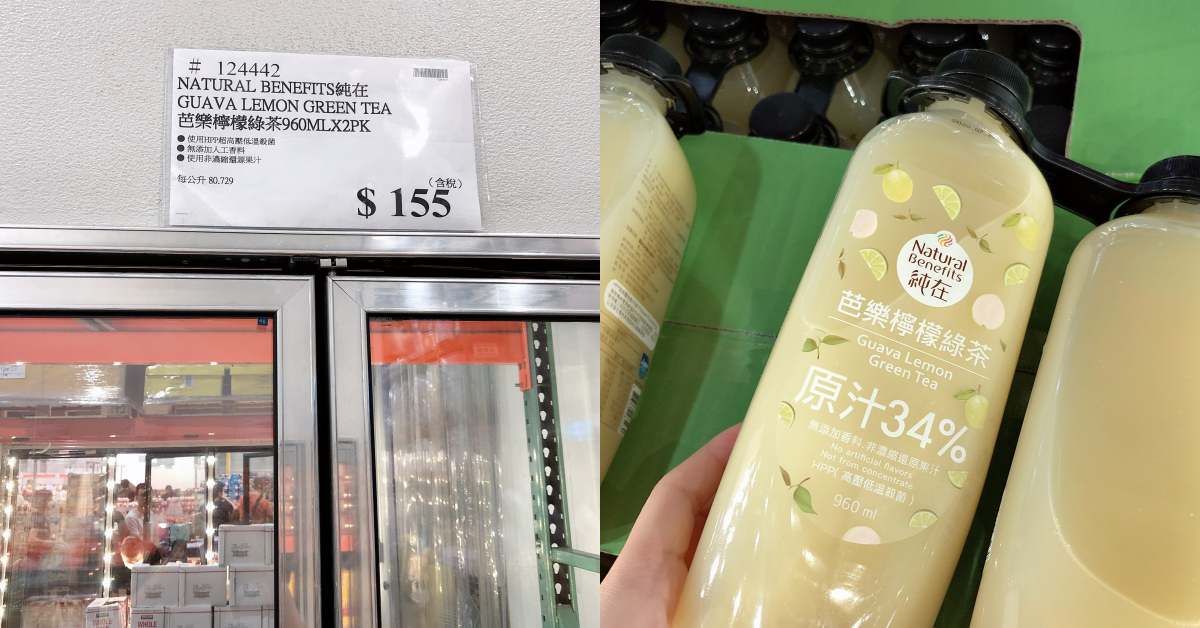 # 124442
NATURAL BENEFITS純在
GUAVA LEMON GREEN TEA
芭樂檸檬綠茶960MLX2PK
● 使用HPP超高壓低溫殺菌
● 無添加人工香料
● 使用非濃縮還原果汁
每公升 80.729
(含稅)
$ 155
Natural
Benefits
純在
芭樂檸檬綠茶
Guava Lemon
Green Tea
原汁34%
無添加香料.非濃縮還原果汁
No artificial flavors
Not from concentrate
HPP(高壓低溫殺菌)
960 ml